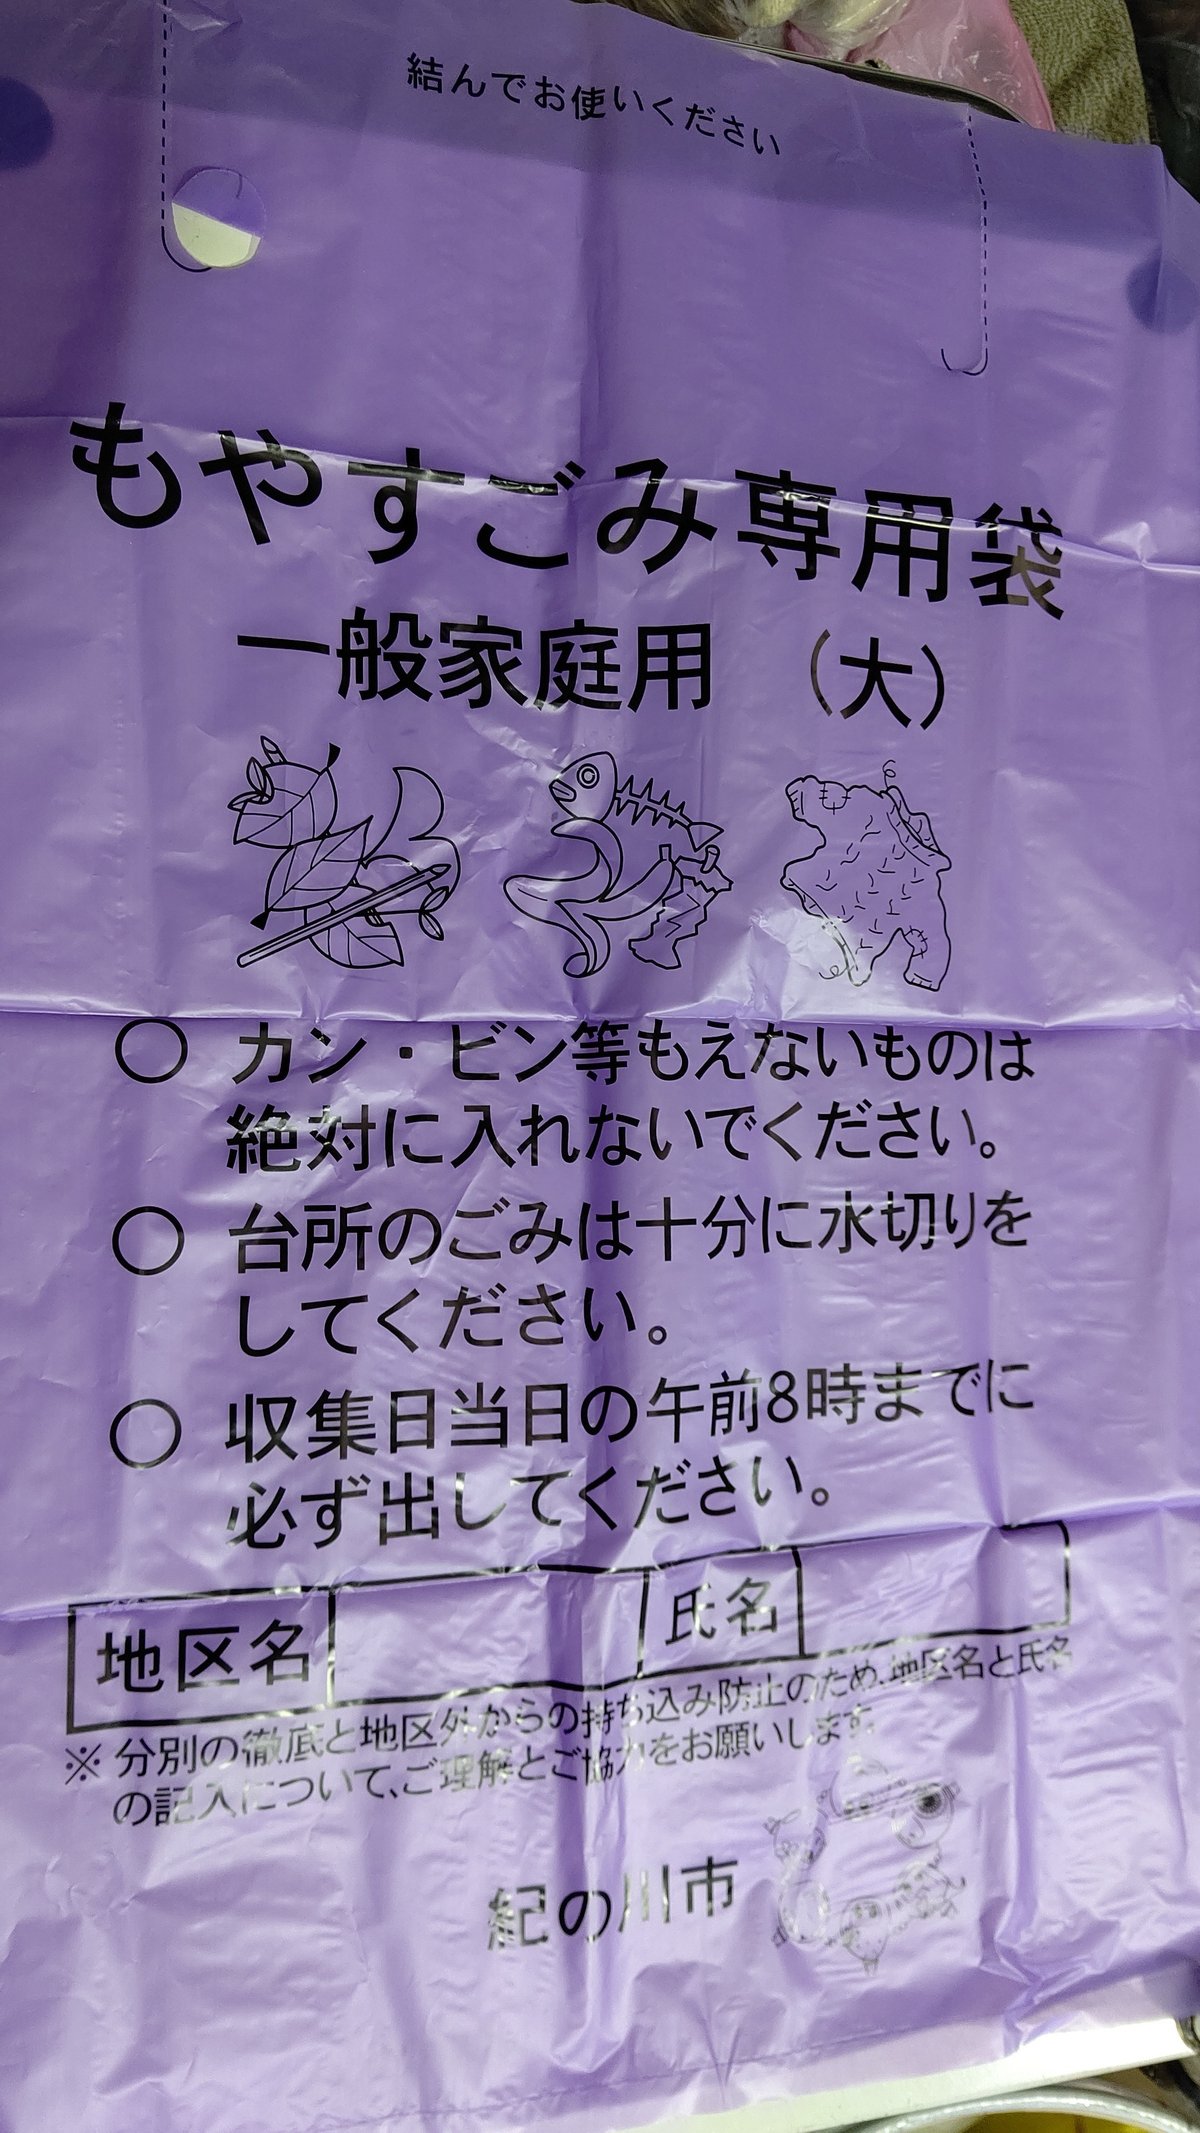 結んでお使いください
もやすごみ専用袋
一般家庭用 （大）
○ カン・ビン等もえないものは
絶対に入れないでください。
○ 台所のごみは十分に水切りを
してください。
○ 収集日当日の午前8時までに
必ず出してください。
地区名 氏名
※ 分別の徹底と地区外からの持ち込み防止のため、地区名と氏名
の記入について、ご理解とご協力をお願いします。
紀の川市